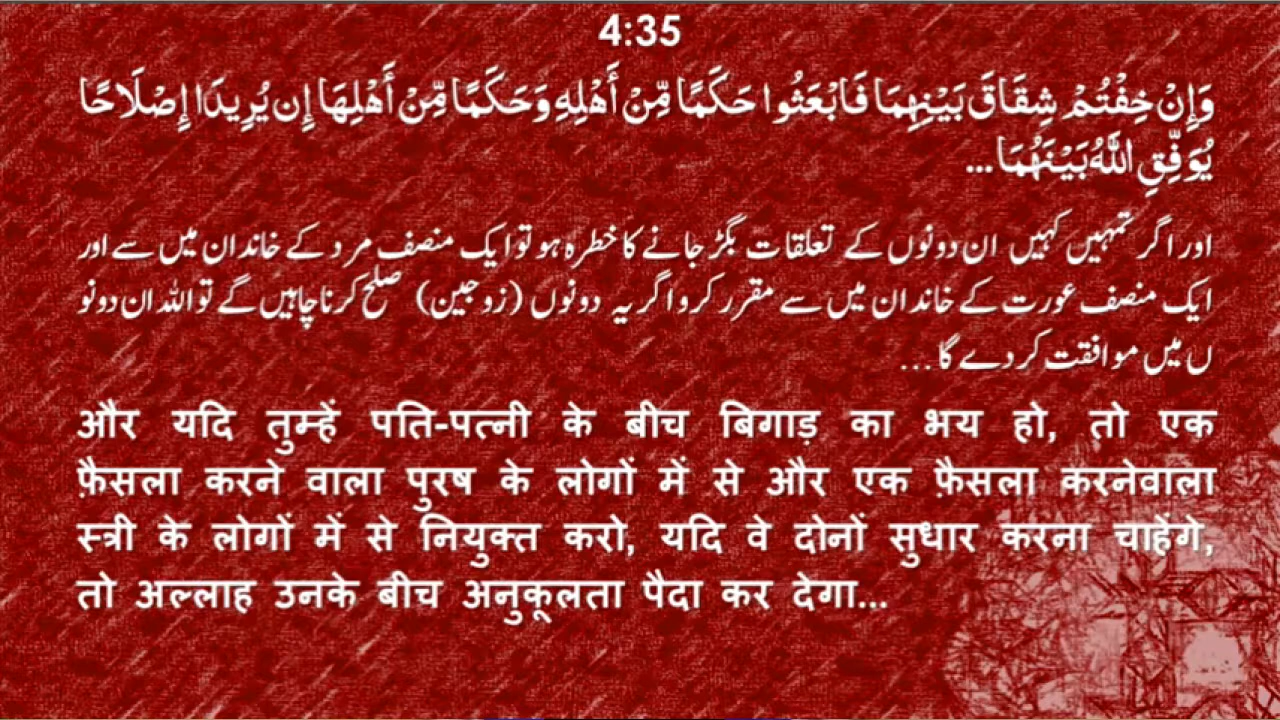 4:35
وَإِنْ خِفْتُمْ شِقَاقَ بَيْنِهِمَا فَابْعَثُوا حَكَمًا مِّنْ أَهْلِهِ وَحَكَمًا مِّنْ أَهْلِهَا إِن يُرِيدَا إِصْلَاحًا
يُوَفِّقِ اللَّهُ بَيْنَهُمَا...
اور اگر تمہیں کہیں ان دونوں کے تعلقات بگڑ جانے کا خطرہ ہو تو ایک منصف مرد کے خاندان میں سے اور
ایک منصف عورت کے خاندان میں سے مقرر کرو اگر یہ دونوں (زوجین) صلح کرنا چاہیں گے تو اللہ ان دونو
ں میں موافقت کر دے گا...
और यदि तुम्हें पति-पत्नी के बीच बिगाड़ का भय हो, तो एक
फ़ैसला करने वाला पुरष के लोगों में से और एक फ़ैसला करनेवाला
स्त्री के लोगों में से नियुक्त करो, यदि वे दोनों सुधार करना चाहेंगे,
तो अल्लाह उनके बीच अनुकूलता पैदा कर देगा...